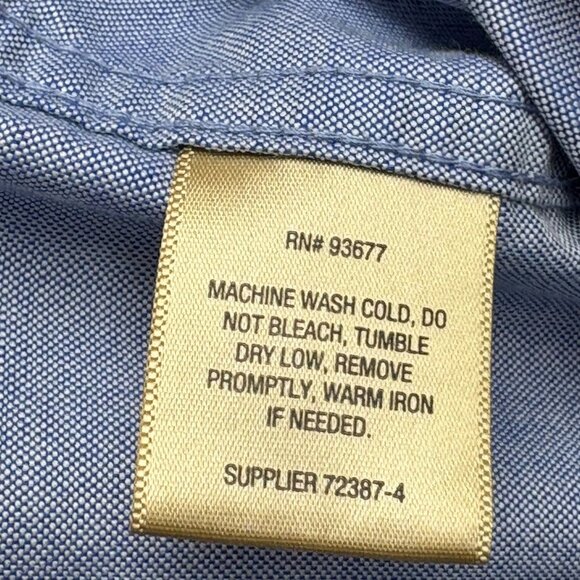 RN# 93677
MACHINE WASH COLD, DO
NOT BLEACH, TUMBLE
DRY LOW, REMOVE
PROMPTLY, WARM IRON
IF NEEDED.
SUPPLIER 72387-4